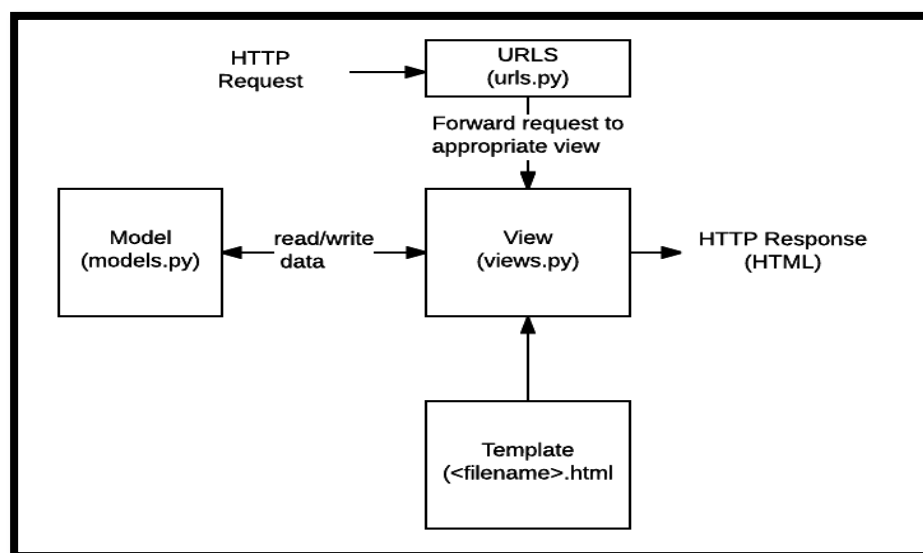 HTTP
Request
URLS
(urls.py)
Forward request to
appropriate view
Model
(models.py)
read/write
data
View
(views.py)
HTTP Response
(HTML)
Template
(<filename>.html